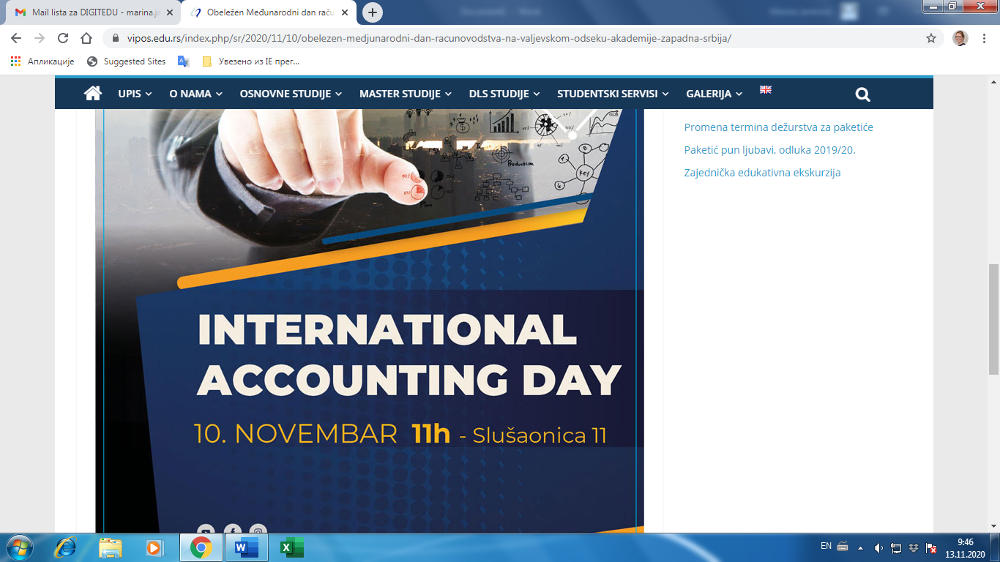 Mail lista za DIGITEDU - marina.ja
Obeležen Međunarodni dan raču
vipos.edu.rs/index.php/sr/2020/11/10/obelezen-medjunarodni-dan-racunovodstva-na-valjevskom-odseku-akademije-zapadna-srbija/
Апликације
Suggested Sites
Увезено из IE прег...
UPIS
O NAMA
OSNOVNE STUDIJE
MASTER STUDIJE
DLS STUDIJE
STUDENTSKI SERVISI
GALERIJA
Production
Key
Plan
INTERNATIONAL
ACCOUNTING DAY
10. NOVEMBAR 11h - Slušaonica 11
Promena termina dežurstva za paketiće
Paketić pun ljubavi, odluka 2019/20.
Zajednička edukativna ekskurzija
EN
9:46
13.11.2020